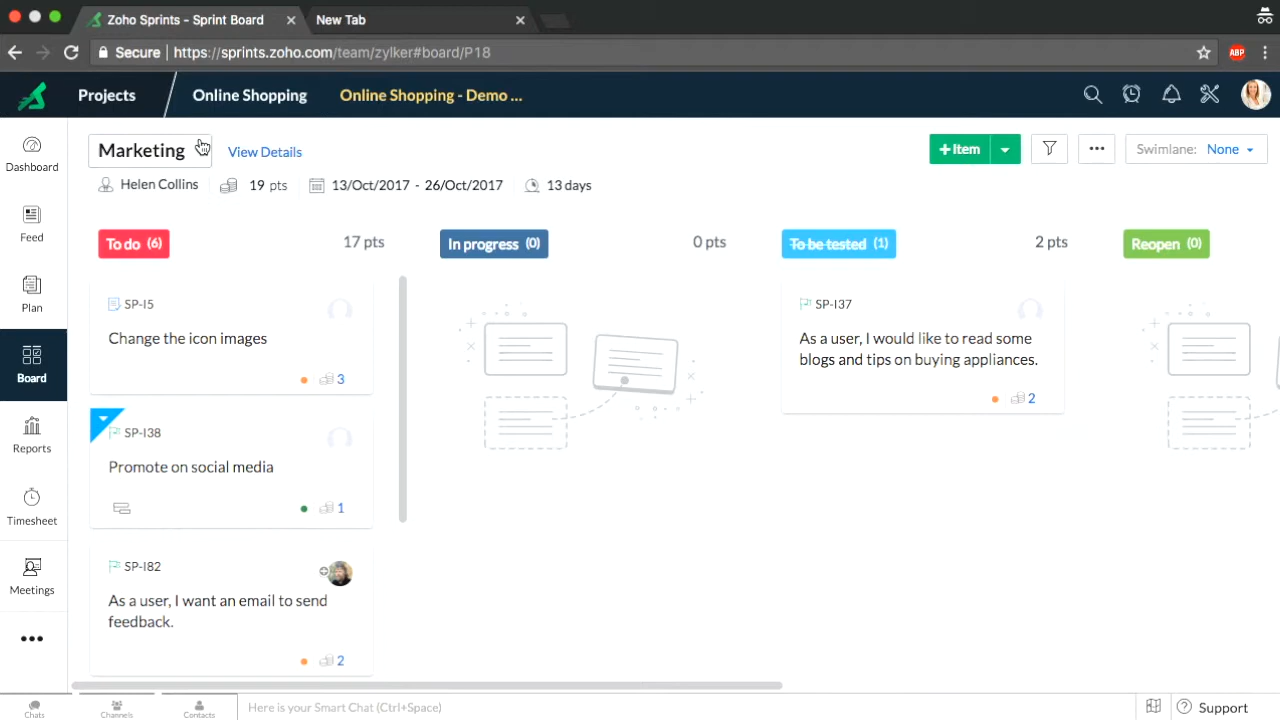 Zoho Sprints - Sprint Board
New Tab
Secure | https://sprints.zoho.com/team/zylker#board/P18
ABP
Projects
Online Shopping
Online Shopping - Demo ...
Dashboard
Feed
Plan
Board
Reports
Timesheet
Meetings
Marketing
View Details
+ Item
Swimlane: None
Helen Collins
19 pts
13/Oct/2017 - 26/Oct/2017
13 days
To do (6)
17 pts
In progress (0)
0 pts
To be tested (1)
2 pts
Reopen (0)
SP-I5
Change the icon images
3
SP-I38
Promote on social media
1
SP-I82
As a user, I want an email to send
feedback.
2
SP-I37
As a user, I would like to read some
blogs and tips on buying appliances.
2
Chats
Channels
Contacts
Here is your Smart Chat (Ctrl+Space)
Support